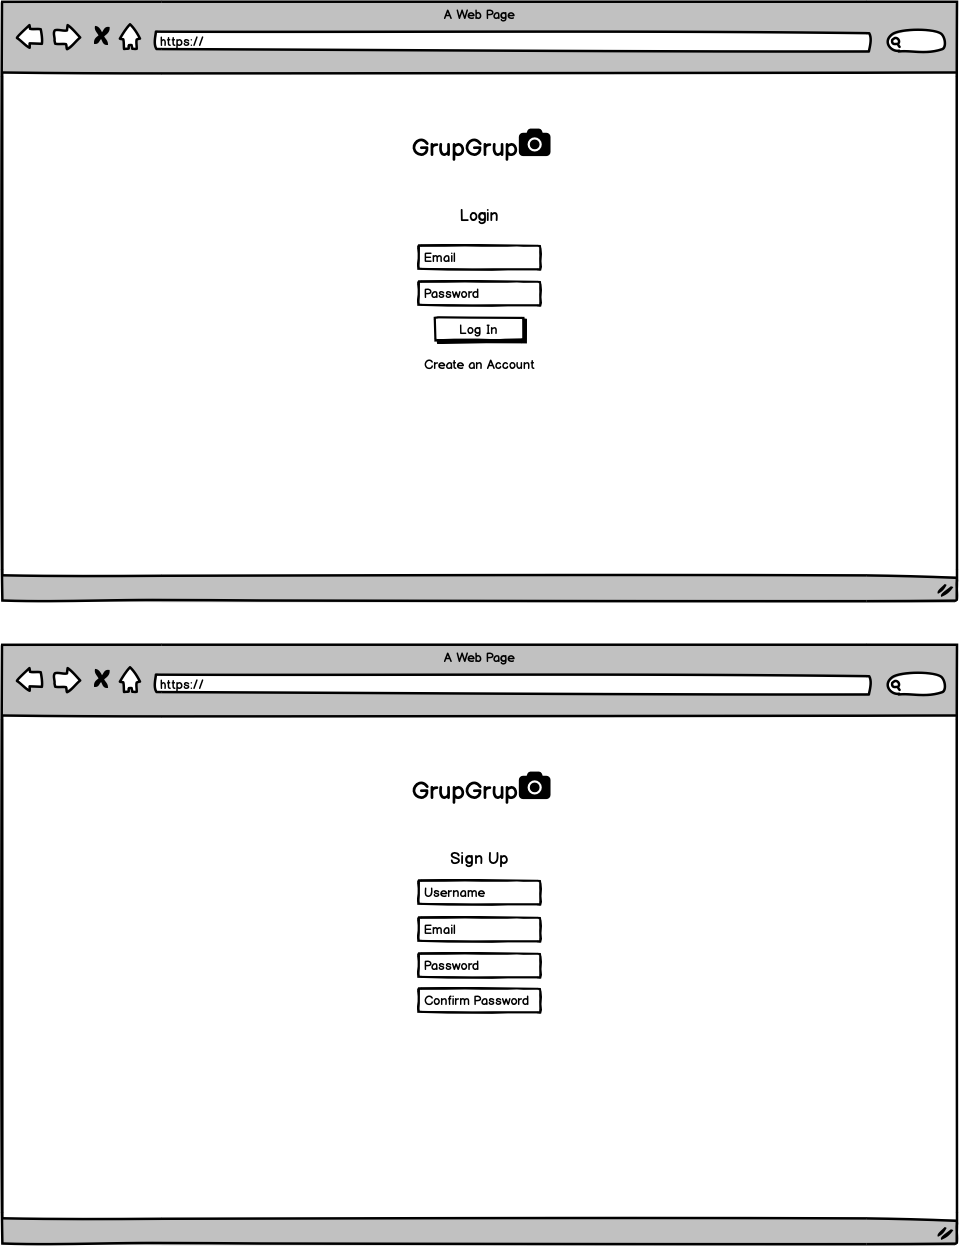 A Web Page
https://
GrupGrup
Login
Email
Password
Log In
Create an Account
A Web Page
https://
GrupGrup
Sign Up
Username
Email
Password
Confirm Password